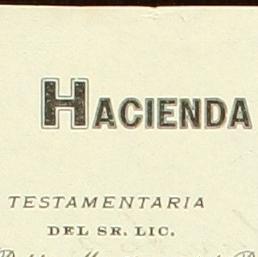 HACIENDA
TESTAMENTARIA
DEL SR. LIC.